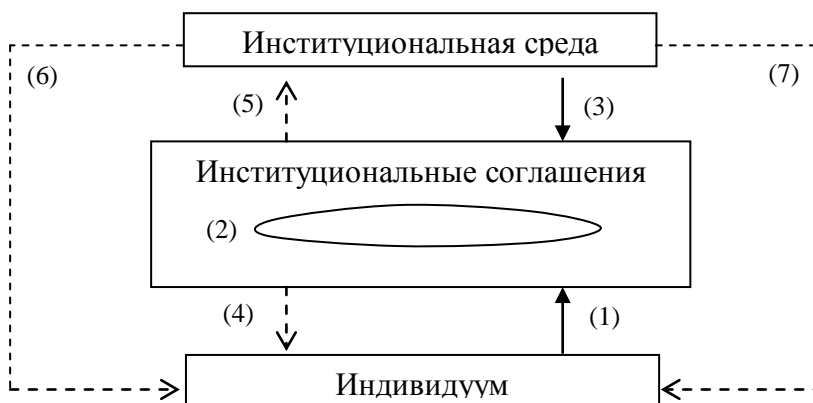 Институциональная среда
(6)
(7)
(5)
(3)
Институциональные соглашения
(2)
(4)
(1)
Индивидуум